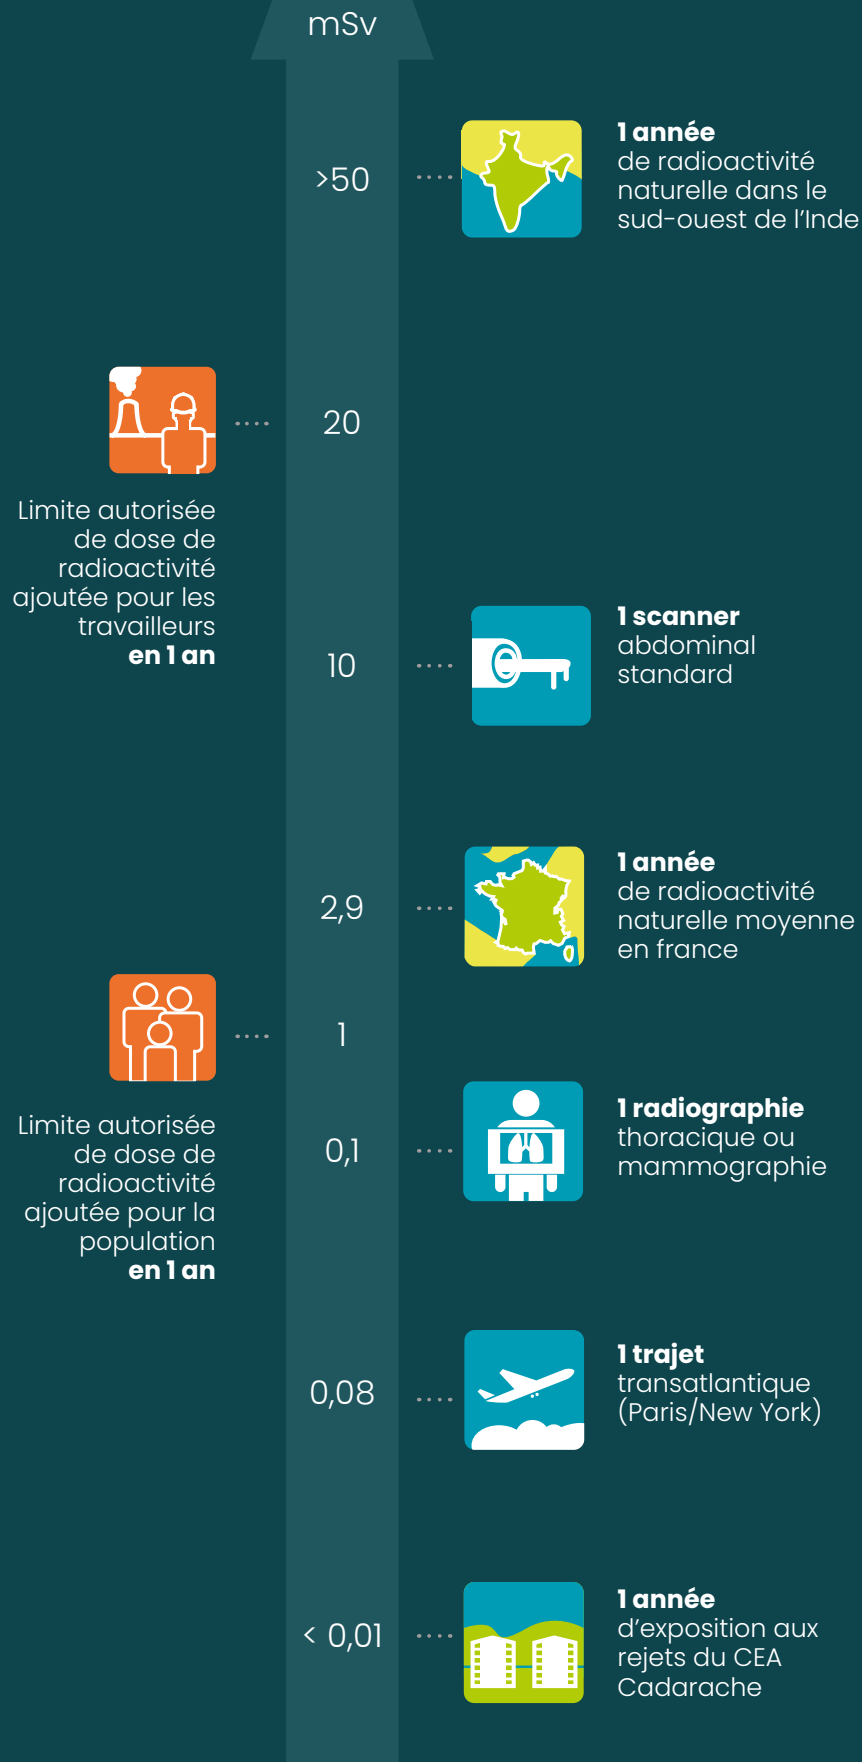 mSv
>50
1 année
de radioactivité
naturelle dans le
sud-ouest de l’Inde
20
Limite autorisée
de dose de
radioactivité
ajoutée pour les
travailleurs
en 1 an
10
1 scanner
abdominal
standard
2,9
1 année
de radioactivité
naturelle moyenne
en france
1
Limite autorisée
de dose de
radioactivité
ajoutée pour la
population
en 1 an
0,1
1 radiographie
thoracique ou
mammographie
0,08
1 trajet
transatlantique
(Paris/New York)
< 0,01
1 année
d’exposition aux
rejets du CEA
Cadarache